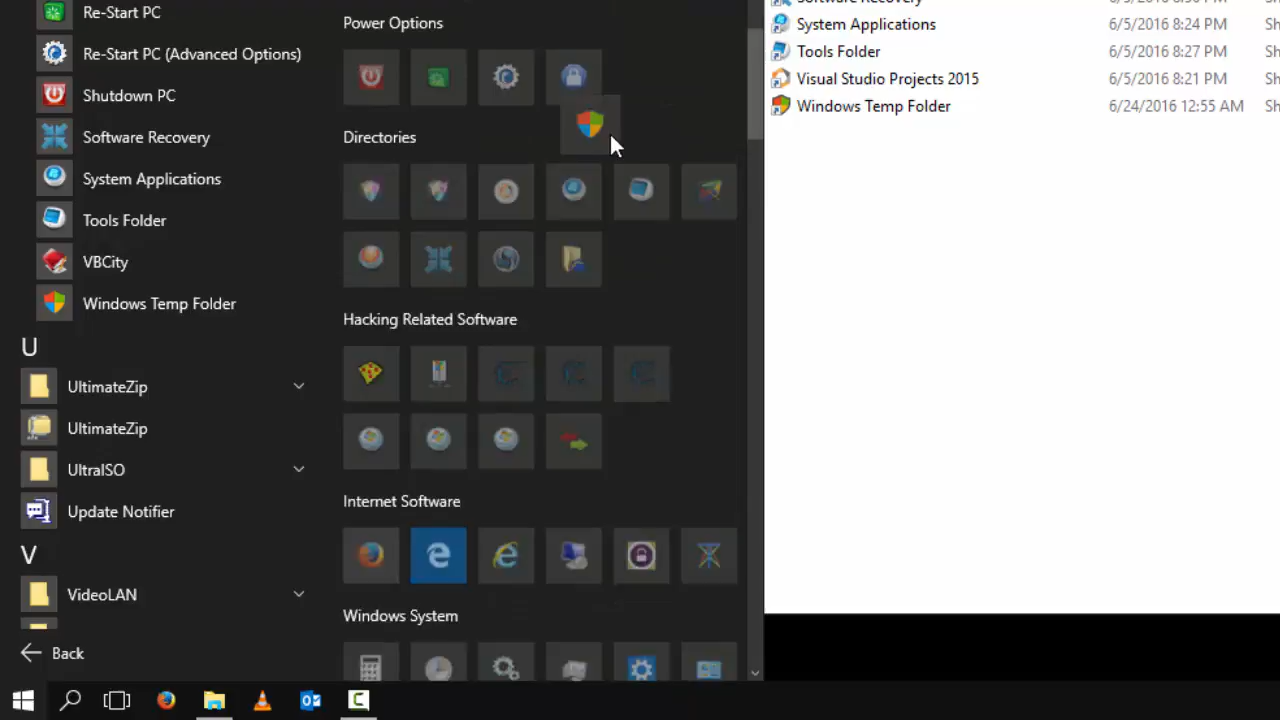 Re-Start PC
Re-Start PC (Advanced Options)
Shutdown PC
Software Recovery
System Applications
Tools Folder
VBCity
Windows Temp Folder
U
UltimateZip
UltimateZip
UltraISO
Update Notifier
V
VideoLAN
Back
Power Options
Directories
Hacking Related Software
Internet Software
Windows System
Software Recovery
System Applications 6/5/2016 8:24 PM Sh
Tools Folder 6/5/2016 8:27 PM Sh
Visual Studio Projects 2015 6/5/2016 8:21 PM Sh
Windows Temp Folder 6/24/2016 12:55 AM Sh